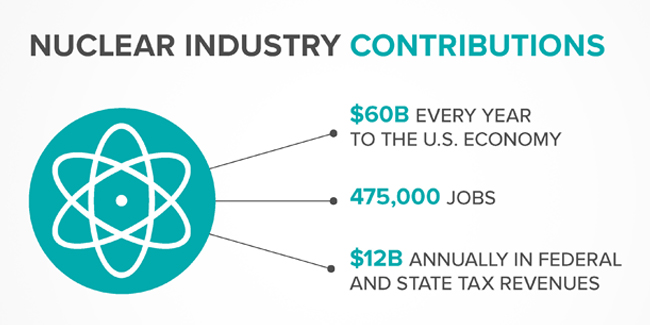 NUCLEAR INDUSTRY CONTRIBUTIONS
$60B EVERY YEAR
TO THE U.S. ECONOMY
475,000 JOBS
$12B ANNUALLY IN FEDERAL
AND STATE TAX REVENUES